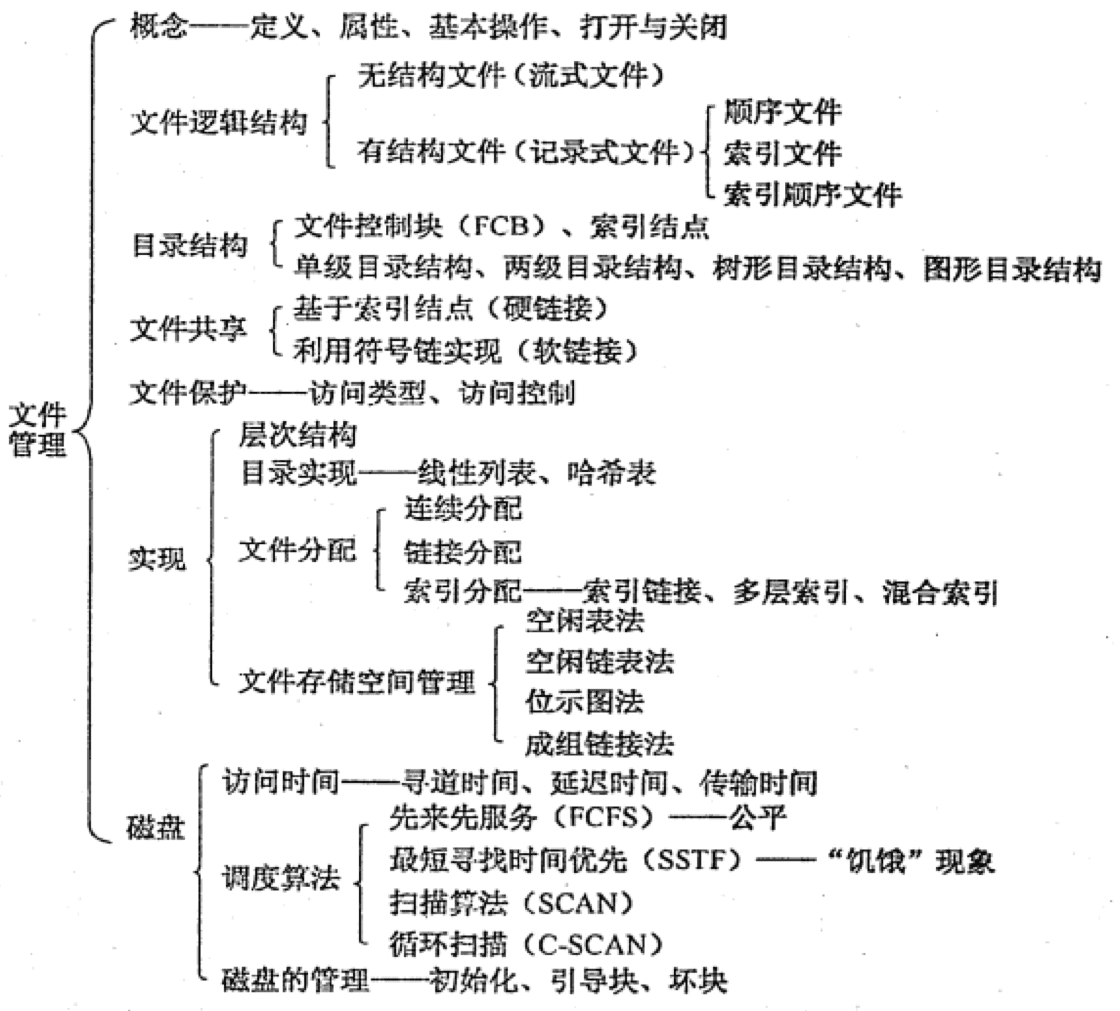 概念——定义、属性、基本操作、打开与关闭
无结构文件（流式文件）
文件逻辑结构
有结构文件（记录式文件）
顺序文件
索引文件
索引顺序文件
目录结构
文件控制块（FCB）、索引结点
单级目录结构、两级目录结构、树形目录结构、图形目录结构
文件共享
基于索引结点（硬链接）
利用符号链实现（软链接）
文件保护——访问类型、访问控制
文件
管理
实现
层次结构
目录实现——线性列表、哈希表
文件分配
连续分配
链接分配
索引分配——索引链接、多层索引、混合索引
文件存储空间管理
空闲表法
空闲链表法
位示图法
成组链接法
磁盘
访问时间——寻道时间、延迟时间、传输时间
调度算法
先来先服务（FCFS）——公平
最短寻找时间优先（SSTF）——“饥饿”现象
扫描算法（SCAN）
循环扫描（C-SCAN）
磁盘的管理——初始化、引导块、坏块